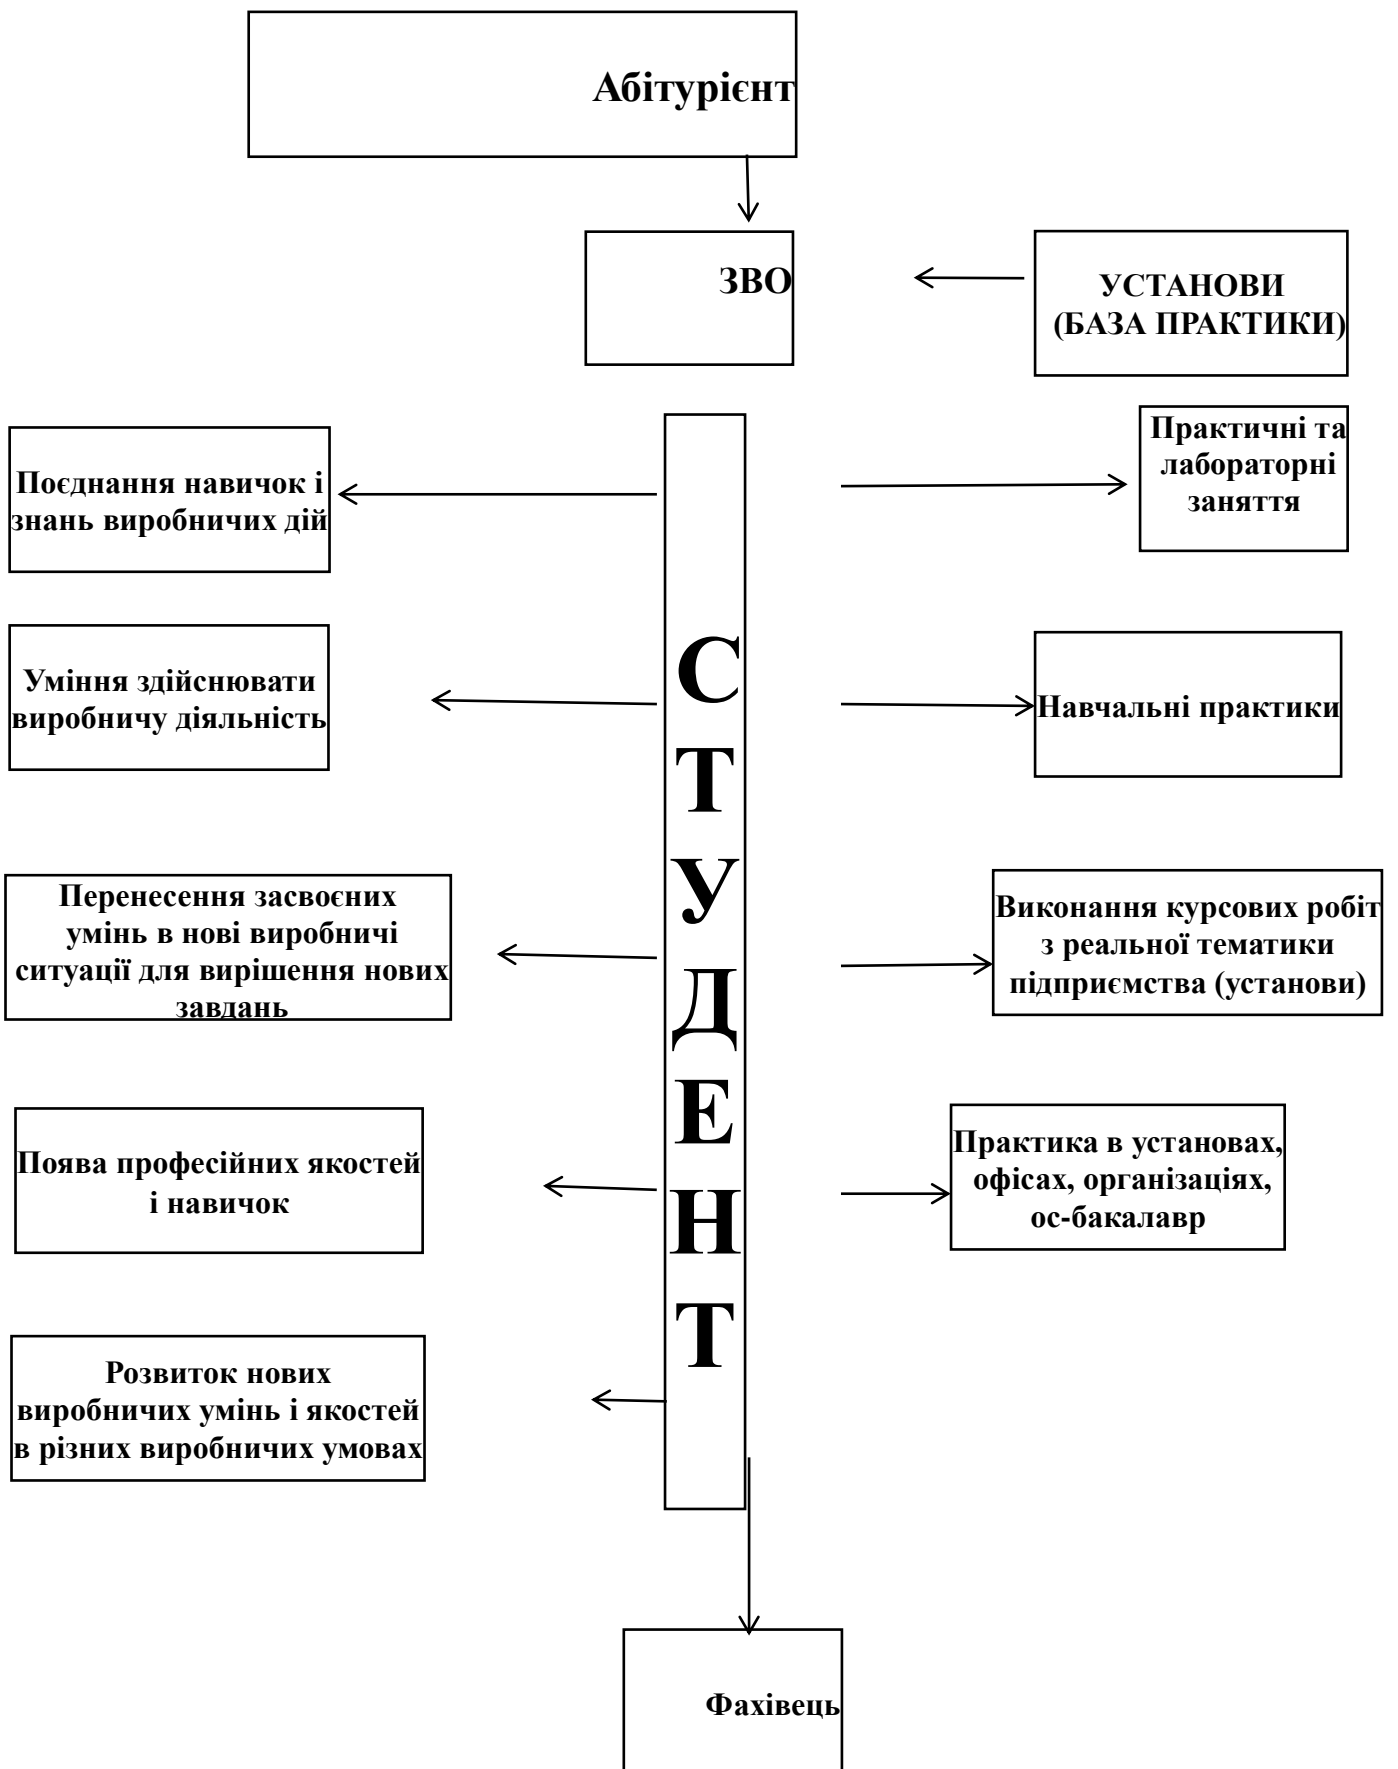 Абітурієнт
ЗВО
УСТАНОВИ
(БАЗА ПРАКТИКИ)
Поєднання навичок і
знань виробничих дій
Практичні та
лабораторні
заняття
Уміння здійснювати
виробничу діяльність
Навчальні практики
Перенесення засвоєних
умінь в нові виробничі
ситуації для вирішення нових
завдань
Виконання курсових робіт
з реальної тематики
підприємства (установи)
Поява професійних якостей
і навичок
Практика в установах,
офісах, організаціях,
ос-бакалавр
Розвиток нових
виробничих умінь і якостей
в різних виробничих умовах
С
Т
У
Д
Е
Н
Т
Фахівець